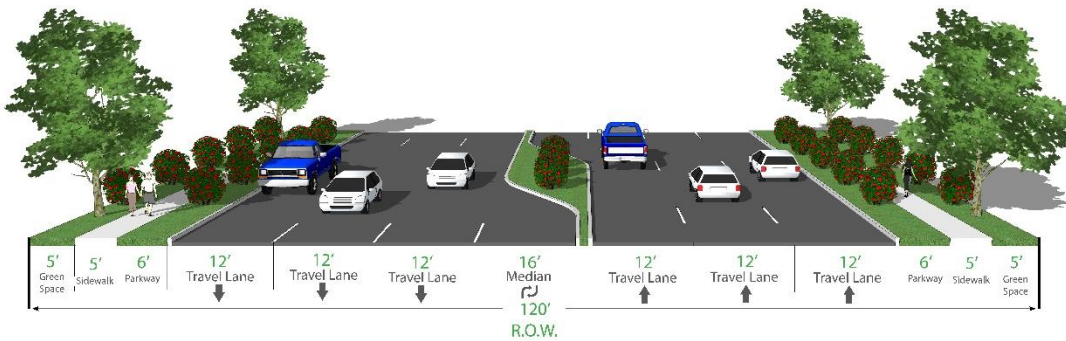 5' 5' 6' 12' 12' 12' 16' 12' 12' 12' 6' 5' 5'
Green Space Sidewalk Parkway Travel Lane Travel Lane Travel Lane Median Travel Lane Travel Lane Travel Lane Parkway Sidewalk Green Space
120'
R.O.W.